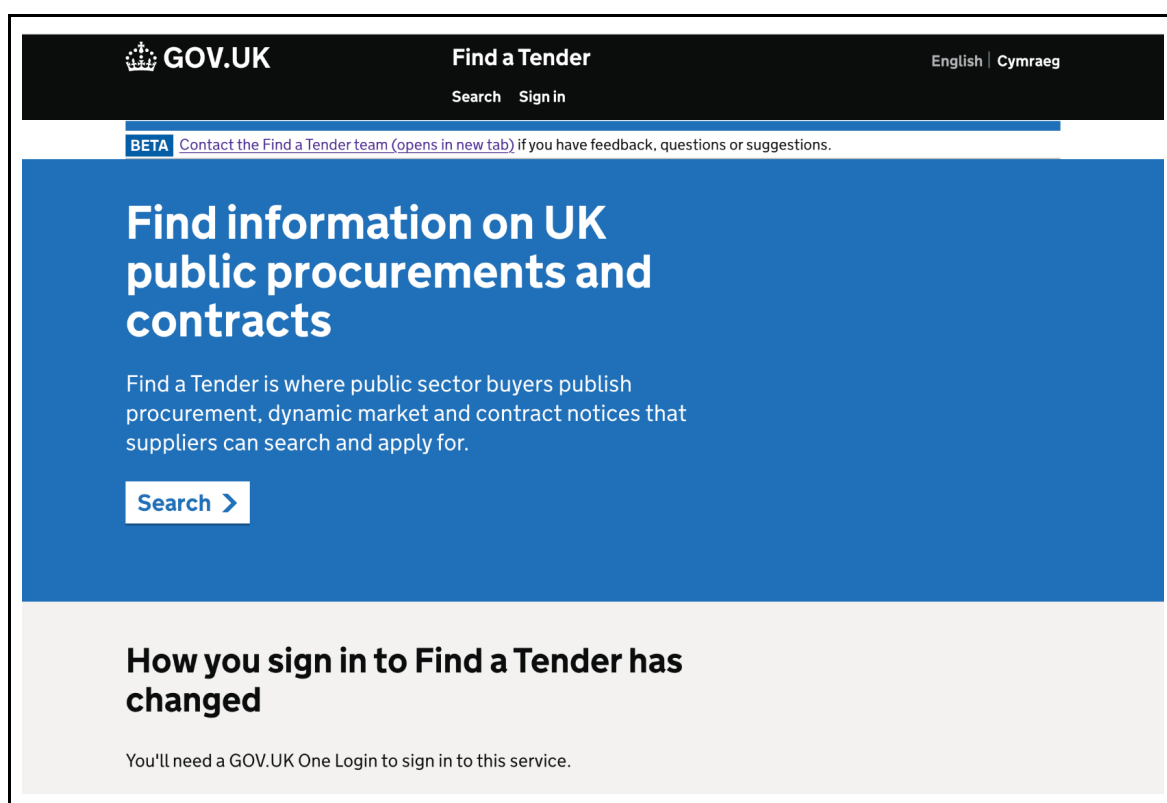 GOV.UK
Find a Tender
English | Cymraeg
Search Sign in
BETA Contact the Find a Tender team (opens in new tab) if you have feedback, questions or suggestions.
Find information on UK
public procurements and
contracts
Find a Tender is where public sector buyers publish
procurement, dynamic market and contract notices that
suppliers can search and apply for.
Search
How you sign in to Find a Tender has
changed
You'll need a GOV.UK One Login to sign in to this service.